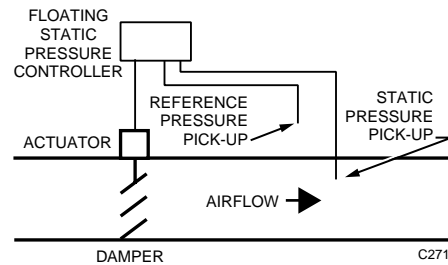 FLOATING
STATIC
PRESSURE
CONTROLLER
REFERENCE
PRESSURE
PICK-UP
STATIC
PRESSURE
PICK-UP
ACTUATOR
AIRFLOW
DAMPER
C271